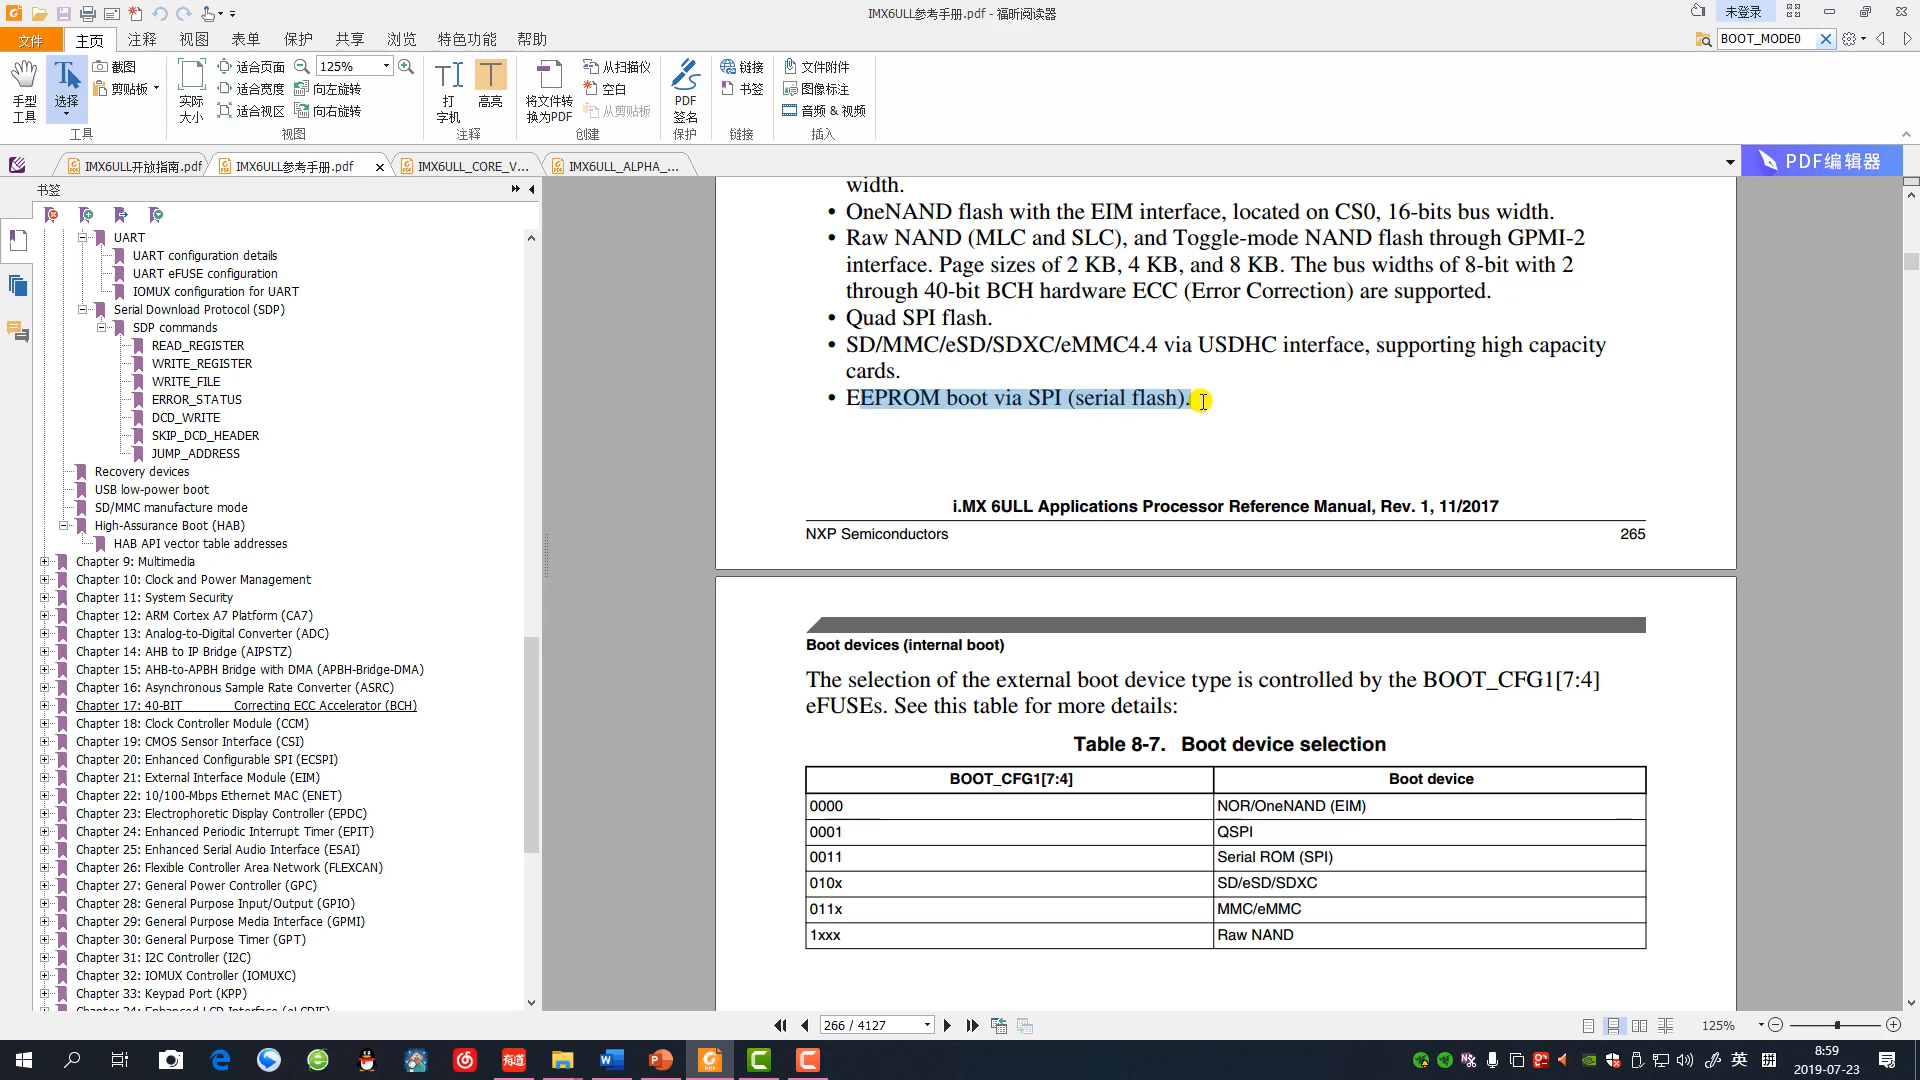 IMX6ULL参考手册.pdf - 福昕阅读器
未登录
文件
主页
注释
视图
表单
保护
共享
浏览
特色功能
帮助
BOOT_MODE0
手型
工具
选择
截图
剪贴板
工具
实际
大小
适合页面
适合宽度
适合视区
125%
向左旋转
向右旋转
视图
打
字机
高亮
注释
将文件转
换为PDF
从扫描仪
空白
从剪贴板
创建
PDF
签名
保护
链接
书签
链接
文件附件
图像标注
音频 & 视频
插入
IMX6ULL开放指南.pdf
IMX6ULL参考手册.pdf
IMX6ULL_CORE_V...
IMX6ULL_ALPHA_...
PDF编辑器
书签
UART
UART configuration details
UART eFUSE configuration
IOMUX configuration for UART
Serial Download Protocol (SDP)
SDP commands
READ_REGISTER
WRITE_REGISTER
WRITE_FILE
ERROR_STATUS
DCD_WRITE
SKIP_DCD_HEADER
JUMP_ADDRESS
Recovery devices
USB low-power boot
SD/MMC manufacture mode
High-Assurance Boot (HAB)
HAB API vector table addresses
Chapter 9: Multimedia
Chapter 10: Clock and Power Management
Chapter 11: System Security
Chapter 12: ARM Cortex A7 Platform (CA7)
Chapter 13: Analog-to-Digital Converter (ADC)
Chapter 14: AHB to IP Bridge (AIPSTZ)
Chapter 15: AHB-to-APBH Bridge with DMA (APBH-Bridge-DMA)
Chapter 16: Asynchronous Sample Rate Converter (ASRC)
Chapter 17: 40-BIT Correcting ECC Accelerator (BCH)
Chapter 18: Clock Controller Module (CCM)
Chapter 19: CMOS Sensor Interface (CSI)
Chapter 20: Enhanced Configurable SPI (ECSPI)
Chapter 21: External Interface Module (EIM)
Chapter 22: 10/100-Mbps Ethernet MAC (ENET)
Chapter 23: Electrophoretic Display Controller (EPDC)
Chapter 24: Enhanced Periodic Interrupt Timer (EPIT)
Chapter 25: Enhanced Serial Audio Interface (ESAI)
Chapter 26: Flexible Controller Area Network (FLEXCAN)
Chapter 27: General Power Controller (GPC)
Chapter 28: General Purpose Input/Output (GPIO)
Chapter 29: General Purpose Media Interface (GPMI)
Chapter 30: General Purpose Timer (GPT)
Chapter 31: I2C Controller (I2C)
Chapter 32: IOMUX Controller (IOMUXC)
Chapter 33: Keypad Port (KPP)
width.
• OneNAND flash with the EIM interface, located on CS0, 16-bits bus width.
• Raw NAND (MLC and SLC), and Toggle-mode NAND flash through GPMI-2
interface. Page sizes of 2 KB, 4 KB, and 8 KB. The bus widths of 8-bit with 2
through 40-bit BCH hardware ECC (Error Correction) are supported.
• Quad SPI flash.
• SD/MMC/eSD/SDXC/eMMC4.4 via USDHC interface, supporting high capacity
cards.
• EEPROM boot via SPI (serial flash).
i.MX 6ULL Applications Processor Reference Manual, Rev. 1, 11/2017
NXP Semiconductors 265
Boot devices (internal boot)
The selection of the external boot device type is controlled by the BOOT_CFG1[7:4]
eFUSEs. See this table for more details:
Table 8-7. Boot device selection
BOOT_CFG1[7:4] Boot device
0000 NOR/OneNAND (EIM)
0001 QSPI
0011 Serial ROM (SPI)
010x SD/eSD/SDXC
011x MMC/eMMC
1xxx Raw NAND
266 / 4127
125%
有道
英
8:59
2019-07-23